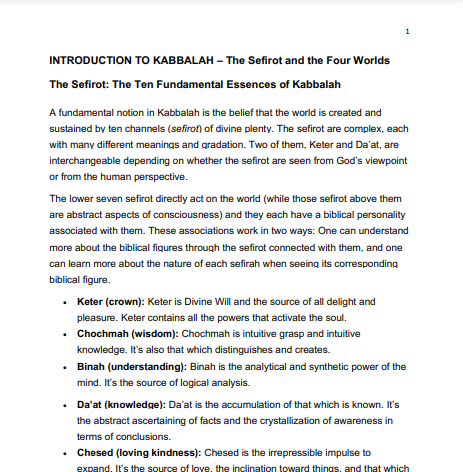 1
INTRODUCTION TO KABBALAH – The Sefirot and the Four Worlds
The Sefirot: The Ten Fundamental Essences of Kabbalah
A fundamental notion in Kabbalah is the belief that the world is created and
sustained by ten channels (sefirot) of divine plenty. The sefirot are complex, each
with many different meanings and gradation. Two of them, Keter and Da'at, are
interchangeable depending on whether the sefirot are seen from God's viewpoint
or from the human perspective.
The lower seven sefirot directly act on the world (while those sefirot above them
are abstract aspects of consciousness) and they each have a biblical personality
associated with them. These associations work in two ways: One can understand
more about the biblical figures through the sefirot connected with them, and one
can learn more about the nature of each sefirah when seeing its corresponding
biblical figure.
• Keter (crown): Keter is Divine Will and the source of all delight and
pleasure. Keter contains all the powers that activate the soul.
• Chochmah (wisdom): Chochmah is intuitive grasp and intuitive
knowledge. It's also that which distinguishes and creates.
• Binah (understanding): Binah is the analytical and synthetic power of the
mind. It's the source of logical analysis.
• Da'at (knowledge): Da'at is the accumulation of that which is known. It's
the abstract ascertaining of facts and the crystallization of awareness in
terms of conclusions.
• Chesed (loving kindness): Chesed is the irrepressible impulse to
expand. It's the source of love, the inclination toward things, and that which